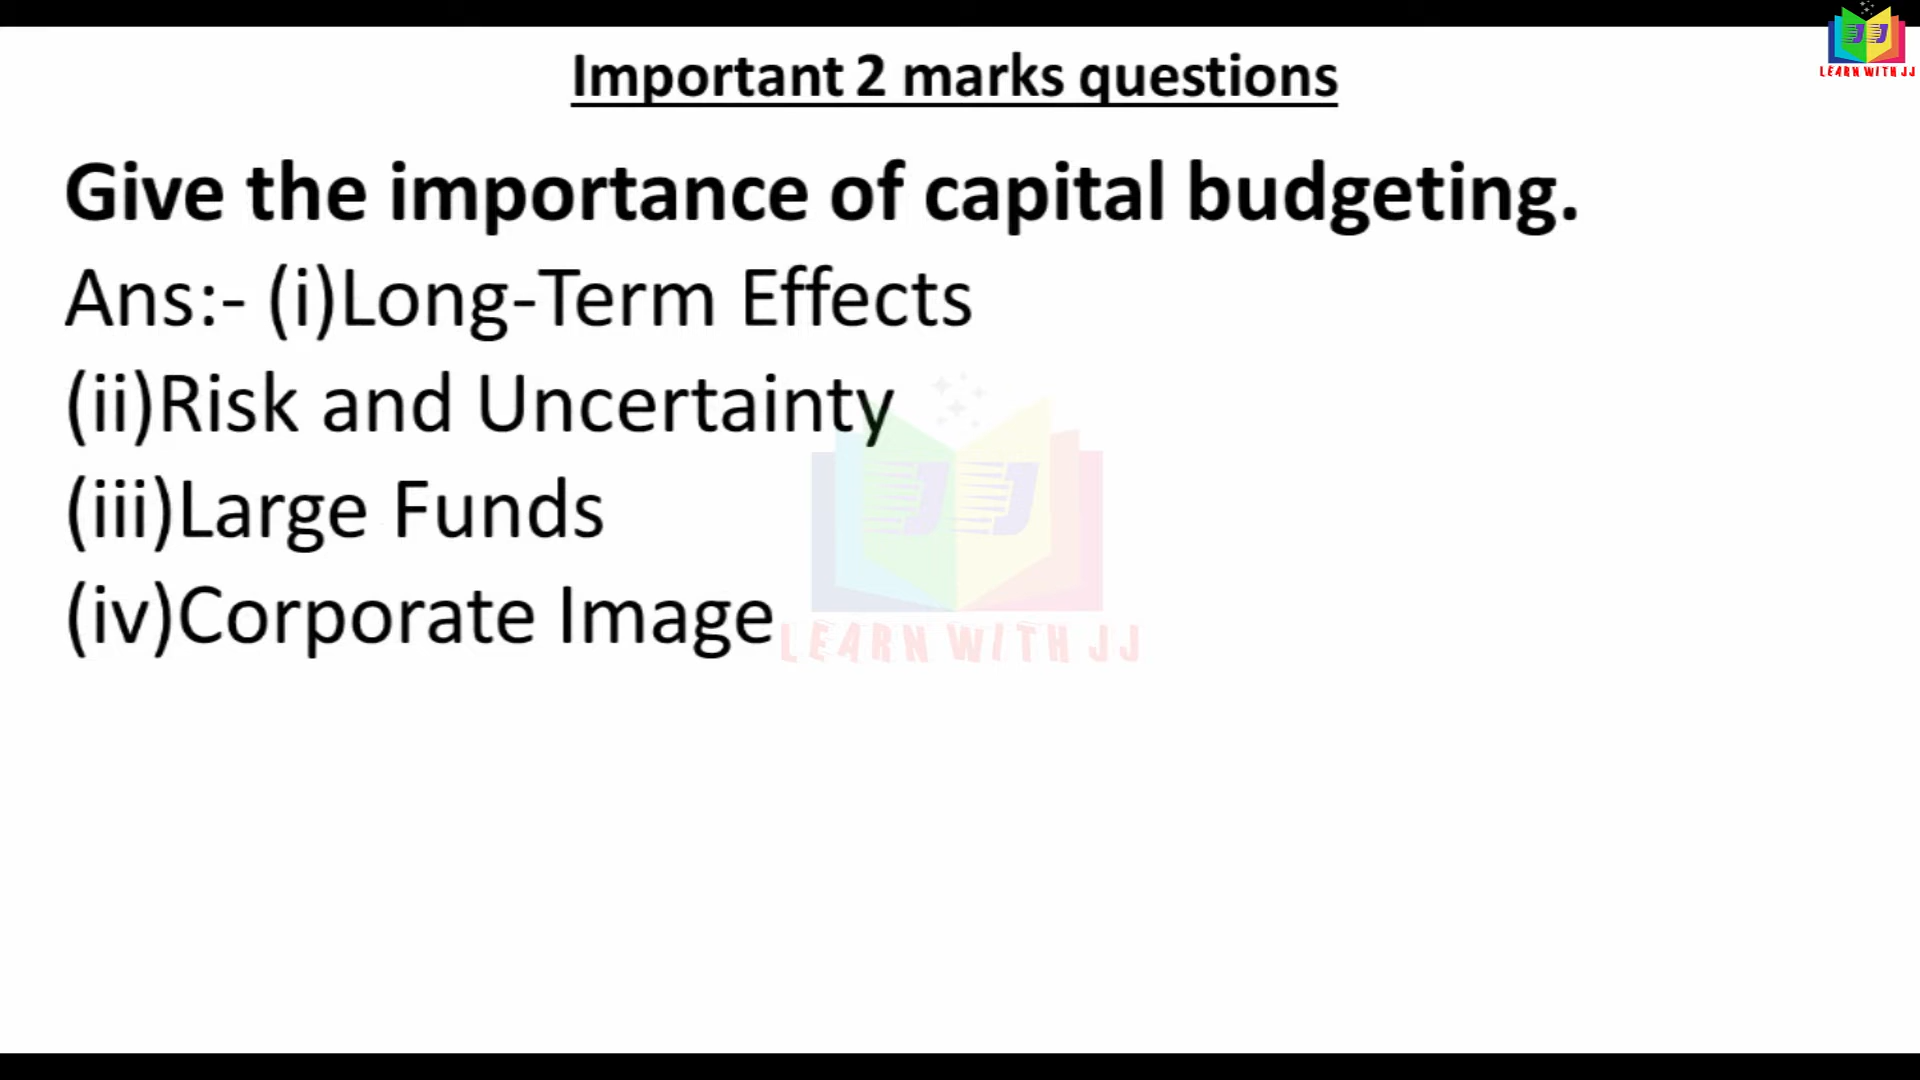 LEARN WITH JJ
Important 2 marks questions
Give the importance of capital budgeting.
Ans:- (i)Long-Term Effects
(ii)Risk and Uncertainty
(iii)Large Funds
(iv)Corporate Image
JJ
LEARN WITH JJ